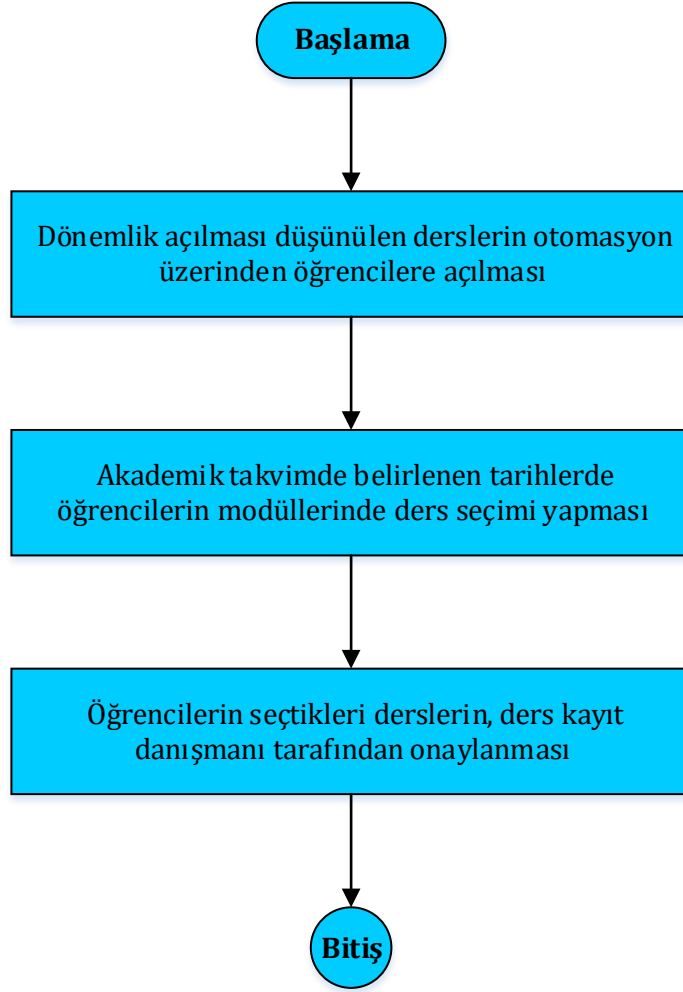 Başlama
Dönemlik açılması düşünülen derslerin otomasyon
üzerinden öğrencilere açılması
Akademik takvimde belirlenen tarihlerde
öğrencilerin modüllerinde ders seçimi yapması
Öğrencilerin seçtikleri derslerin, ders kayıt
danışmanı tarafından onaylanması
Bitiş